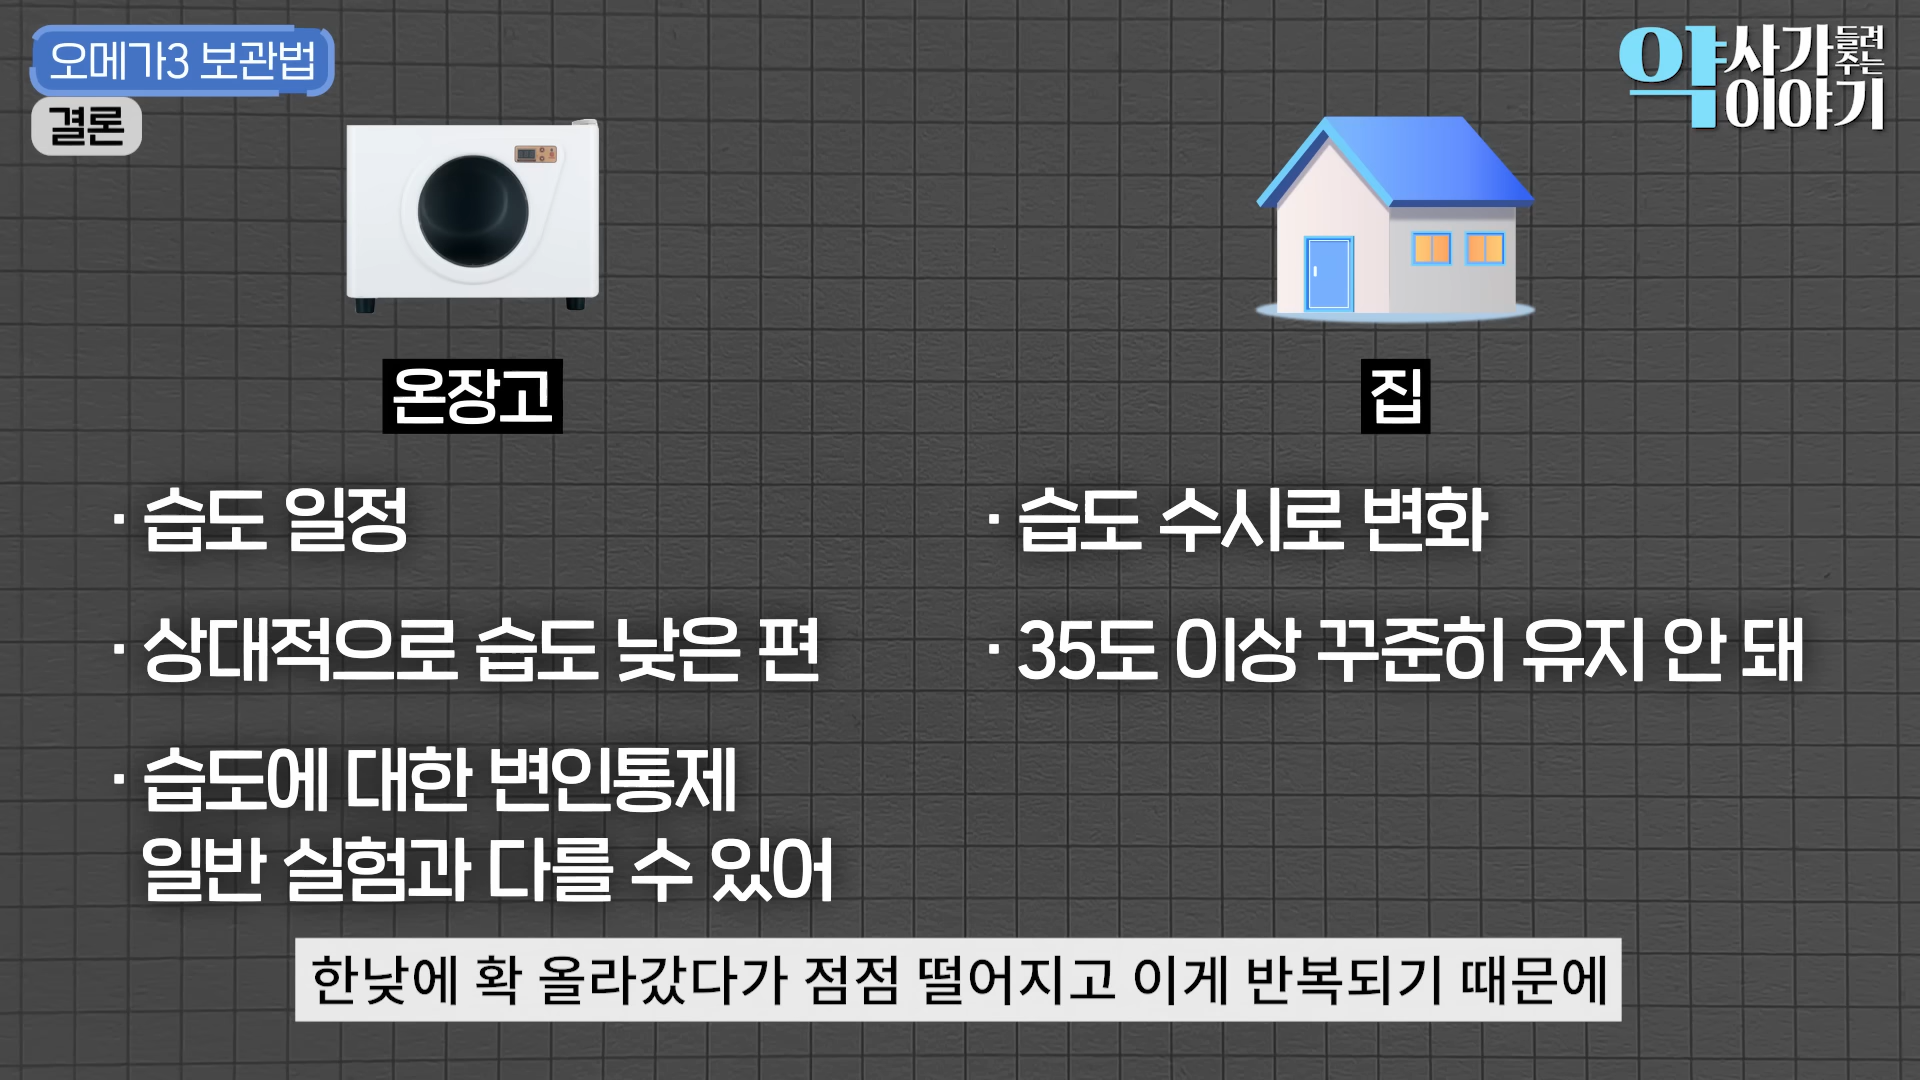 오메가3 보관법
결론
약사가 들려주는
이야기
온장고
· 습도 일정
· 상대적으로 습도 낮은 편
· 습도에 대한 변인통제
일반 실험과 다를 수 있어
집
· 습도 수시로 변화
· 35도 이상 꾸준히 유지 안 돼
한낮에 확 올라갔다가 점점 떨어지고 이게 반복되기 때문에